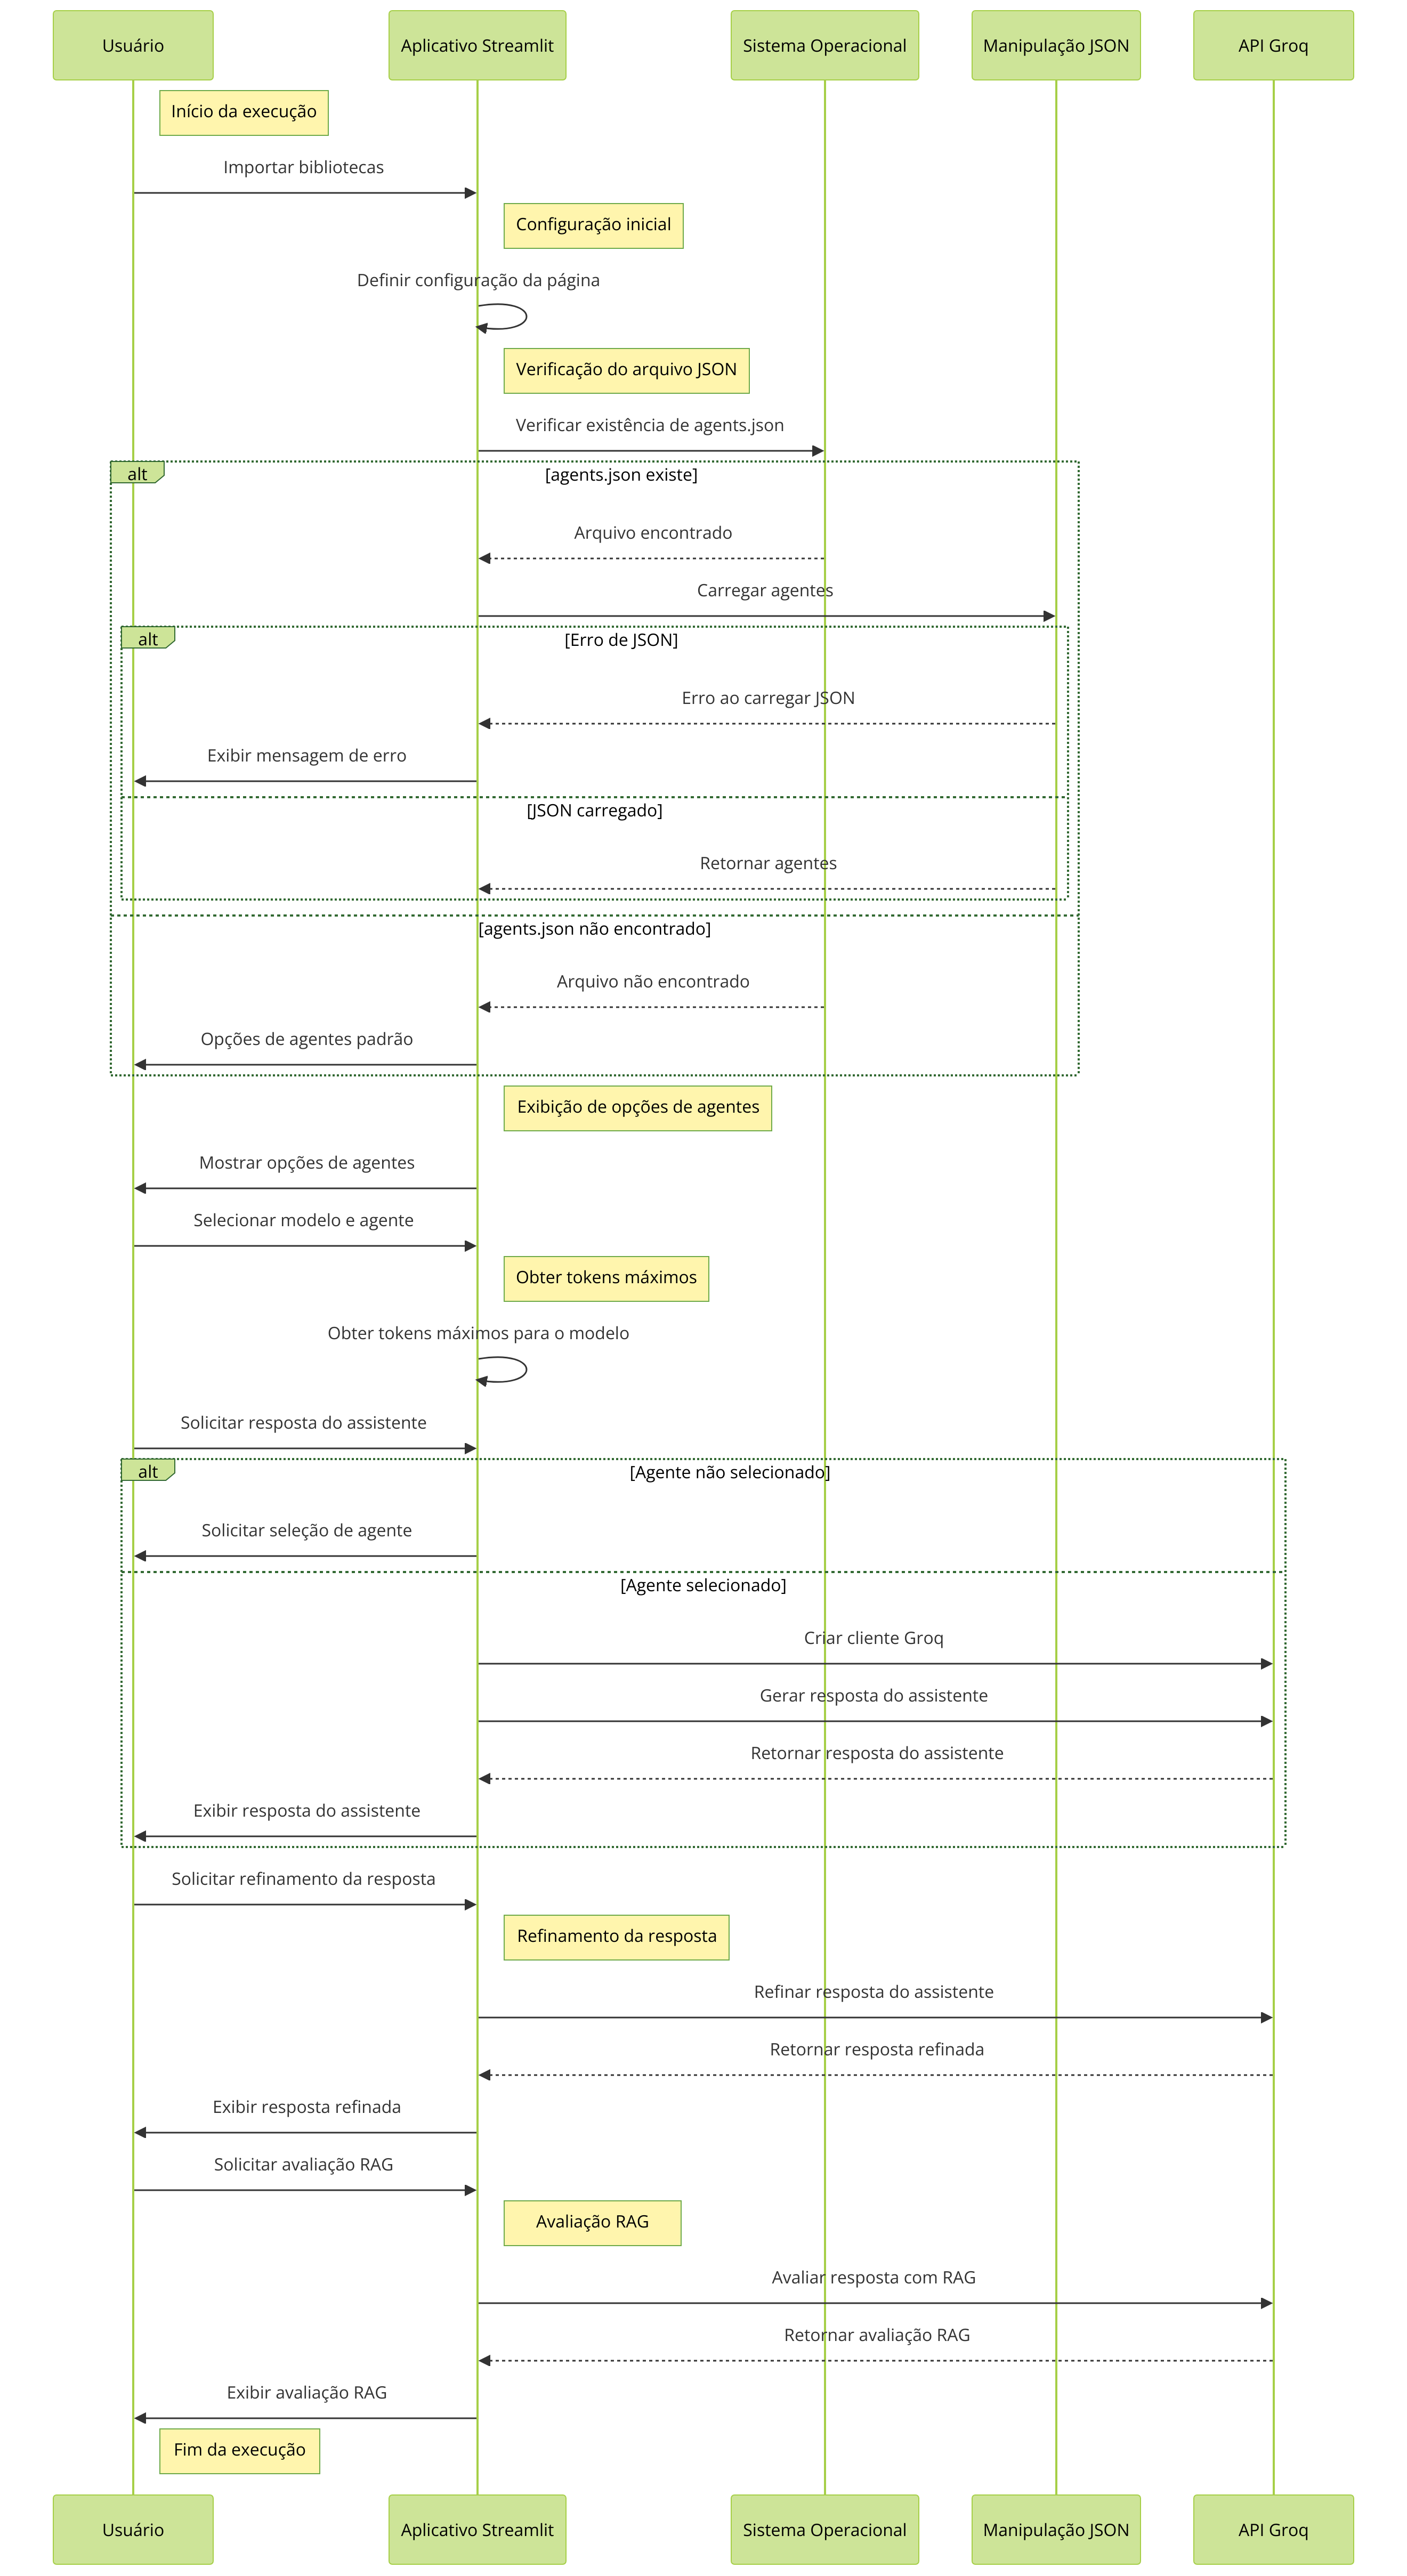 Usuário
Aplicativo Streamlit
Sistema Operacional
Manipulação JSON
API Groq
Início da execução
Importar bibliotecas
Configuração inicial
Definir configuração da página
Verificação do arquivo JSON
Verificar existência de agents.json
alt
[agents.json existe]
Arquivo encontrado
Carregar agentes
alt
[Erro de JSON]
Erro ao carregar JSON
Exibir mensagem de erro
[JSON carregado]
Retornar agentes
[agents.json não encontrado]
Arquivo não encontrado
Opções de agentes padrão
Exibição de opções de agentes
Mostrar opções de agentes
Selecionar modelo e agente
Obter tokens máximos
Obter tokens máximos para o modelo
Solicitar resposta do assistente
alt
[Agente não selecionado]
Solicitar seleção de agente
[Agente selecionado]
Criar cliente Groq
Gerar resposta do assistente
Retornar resposta do assistente
Exibir resposta do assistente
Solicitar refinamento da resposta
Refinamento da resposta
Refinar resposta do assistente
Retornar resposta refinada
Exibir resposta refinada
Solicitar avaliação RAG
Avaliação RAG
Avaliar resposta com RAG
Retornar avaliação RAG
Exibir avaliação RAG
Fim da execução
Usuário
Aplicativo Streamlit
Sistema Operacional
Manipulação JSON
API Groq